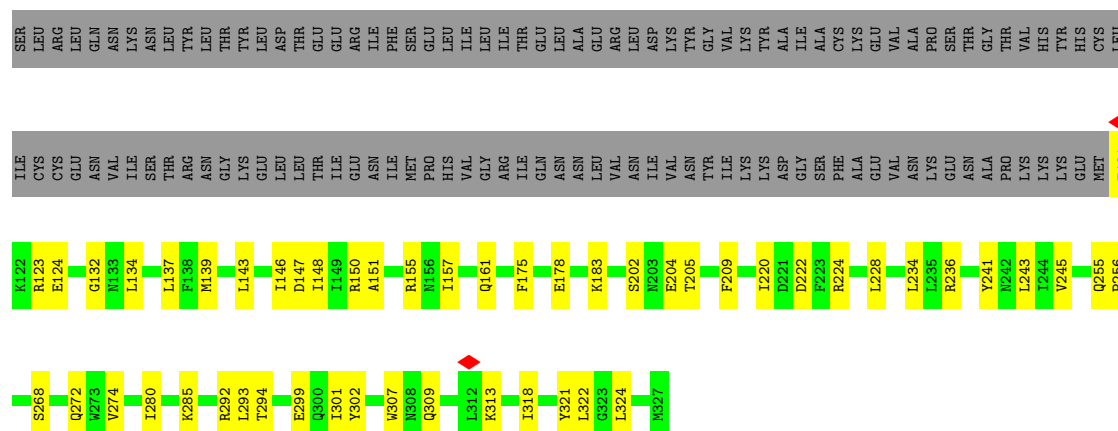 SER LEU ARG LEU LEU GLN ASN LYS ASN LEU TYR LEU THR TYR LEU ASP THR GLU GLU ARG ILE PHE SER GLU LEU ILE LEU ILE THR GLU LEU ALA GLU ARG LEU ASP LYS TYR GLY VAL LYS TYR ALA ILE ALA CYS LYS GLU VAL ALA PRO SER THR GLY THR VAL HIS TYR HIS CYS LEU
ILE CYS CYS GLU ASN VAL ILE SER THR ARG ASN GLY LYS GLU LEU LEU THR ILE GLU ASN ILE MET PRO HIS VAL GLY ARG ILE GLN ASN ASN LEU VAL ASN ILE VAL ASN TYR ILE LYS LYS ASP GLY SER PHE ALA GLU VAL ASN LYS GLU ASN ALA PRO LYS LYS LYS GLU MET
K122 R123 E124 G132 N133 L134 L137 F138 M139 L143 I146 D147 I148 I149 R150 A151 R155 N156 I157 Q161 F175 E178 K183 S202 N203 E204 T205 F209 I220 D221 D222 F223 R224 L228 L234 L235 R236 Y241 N242 L243 I244 V245 Q255
S268 Q272 W273 V274 I280 K285 R292 L293 T294 E299 Q300 I301 Y302 W307 N308 Q309 L312 K313 I318 Y321 L322 G323 L324 M327